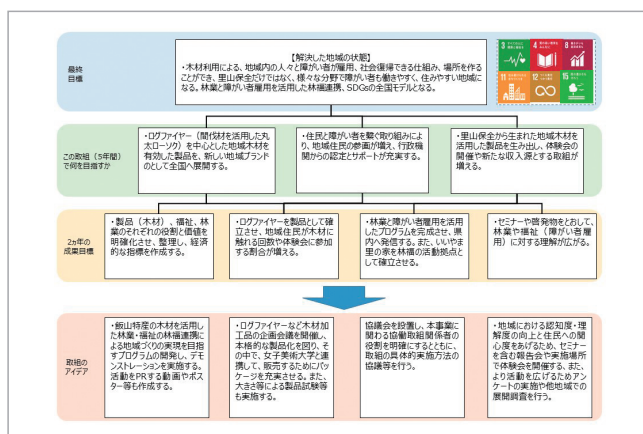 最終
目標
【解決した地域の状態】
・木材利用による、地域内の人々と障がい者が雇用、社会復帰できる仕組み、場所を作る
ことができ、里山保全だけではなく、様々な分野で障がい者も働きやすく、住みやすい地域に
なる。林業と障がい者雇用を活用した林福連携、SDGsの全国モデルとなる。
3
4
8
11
12
15
この取組（5年間）
で何を目指すか
・ログファイヤー（間伐材を活用した丸
太ローソク）を中心とした地域木材を
有効した製品を、新しい地域ブランド
のとして全国へ展開する。
・住民と障がい者を繋ぐ取り組みによ
り、地域住民の参画が増え、行政機
関からの認定とサポートが充実する。
・里山保全から生まれた地域木材を
活用した製品を生み出し、体験会の
開催や新たな収入源とする取組が
増える。
2ヵ年の
成果目標
・製品（木材）、福祉、林
業のそれぞれの役割と価値を
明確化させ、整理し、経済
的な指標を作成する。
・ログファイヤーを製品として確
立させ、地域住民が木材に
触れる回数や体験会に参加
する割合が増える。
・林業と障がい者雇用を活用
したプログラムを完成させ、県
内へ発信する。また、いいやま
里の家を林福の活動拠点と
して確立させる。
・セミナーや啓発物をとおして、
林業や福祉（障がい者雇
用）に対する理解が広がる。
取組の
アイデア
・飯山特産の木材を活用した
林業・福祉の林福連携に
よる地域づくりの実現を目指
すプログラムの開発し、デモ
ンストレーションを実施する。
活動をPRする動画やポス
ター等も作成する。
・ログファイヤーなど木材加工
品の企画会議を開催し、
本格的な製品化を図り、そ
の中で、女子美術大学と連
携して、販売するためにパッ
ケージを充実させる。また、
大きさ等による製品試験等
も実施する。
協議会を設置し、本事業に
関わる協働取組関係者の
役割を明確にするとともに、
取組の具体的実施方法の
協議等を行う。
・地域における認知度・理
解度の向上と住民への関
心度をあげるため、セミナー
を含む報告会や実施場所
で体験会を開催する、また、
より活動を広げるためアン
ケートの実施や他地域での
展開調査を行う。